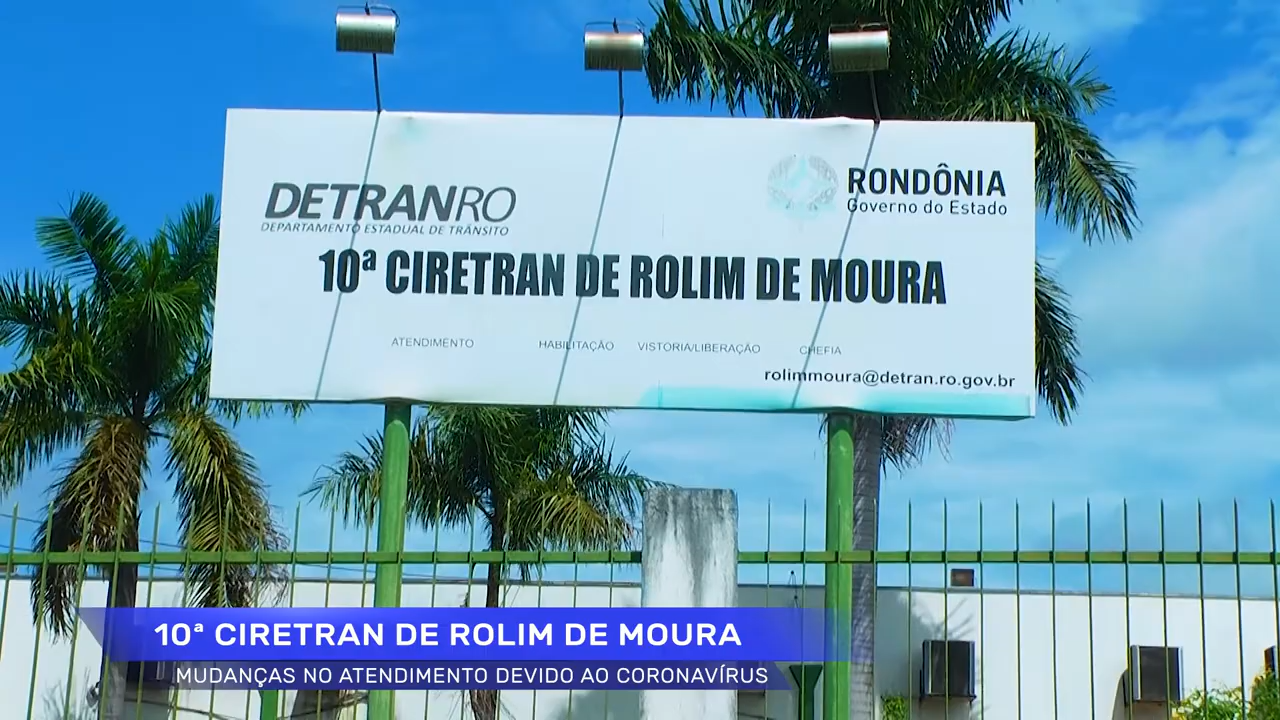 DETRANRO
DEPARTAMENTO ESTADUAL DE TRÂNSITO
RONDÔNIA
Governo do Estado
10ª CIRETRAN DE ROLIM DE MOURA
ATENDIMENTO HABILITAÇÃO VISTORIA/LIBERAÇÃO CHEFIA
rolimmoura@detran.ro.gov.br
10ª CIRETRAN DE ROLIM DE MOURA
MUDANÇAS NO ATENDIMENTO DEVIDO AO CORONAVÍRUS